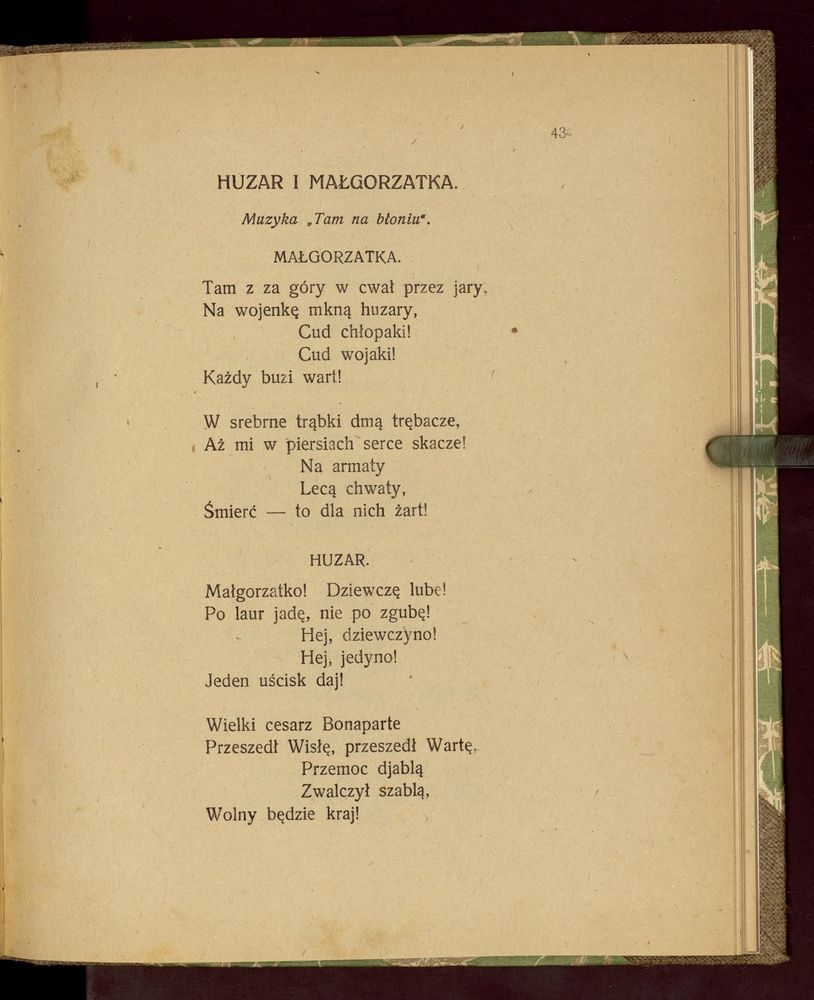 43
HUZAR I MAŁGORZATKA.
Muzyka „Tam na błoniu“.
MAŁGORZATKA.
Tam z za góry w cwał przez jary,
Na wojenkę mkną huzary,
Cud chłopaki!
Cud wojaki!
Każdy buzi wart!
W srebrne trąbki dmą trębacze,
Aż mi w piersiach serce skacze!
Na armaty
Lecą chwaty,
Śmierć — to dla nich żart!
HUZAR.
Małgorzatko! Dziewczę lube!
Po laur jadę, nie po zgubę!
Hej, dziewczyno!
Hej, jedyno!
Jeden uścisk daj!
Wielki cesarz Bonaparte
Przeszedł Wisłę, przeszedł Wartę,
Przemoc djablą
Zwalczył szablą,
Wolny będzie kraj!